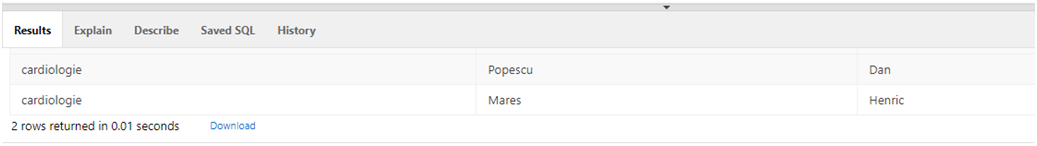 Results Explain Describe Saved SQL History
cardiologie Popescu Dan
cardiologie Mares Henric
2 rows returned in 0.01 seconds Download